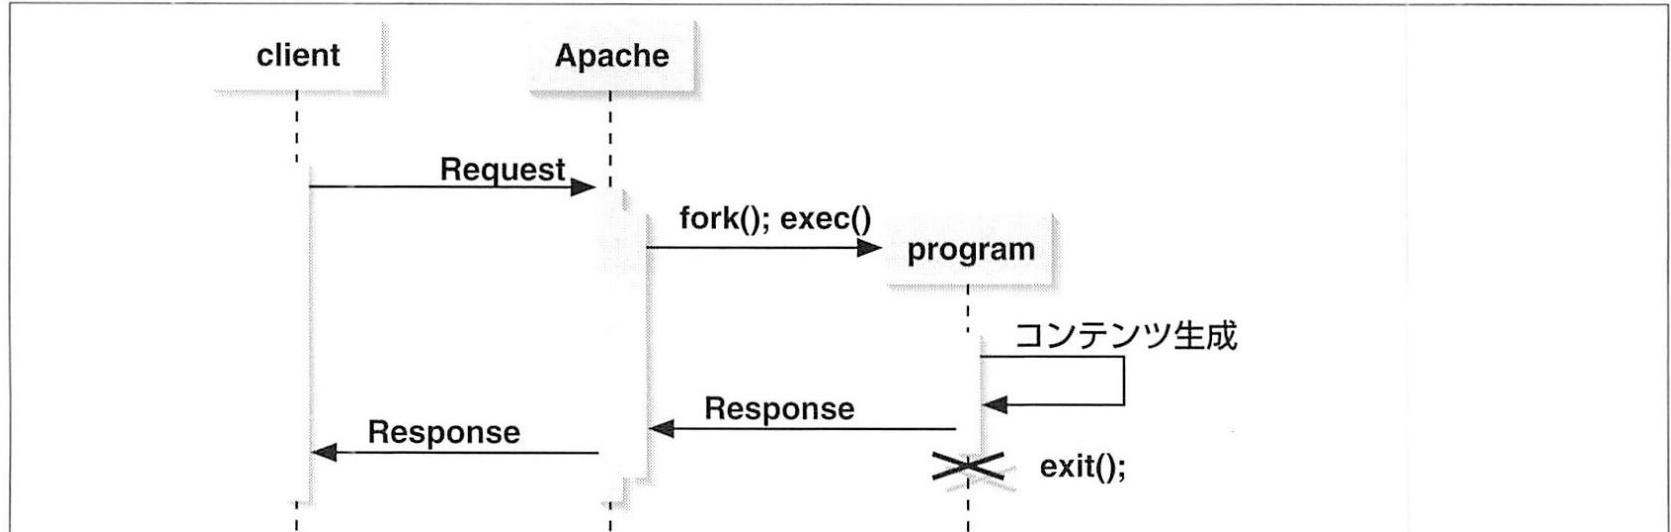 client
Apache
Request
fork(); exec()
program
コンテンツ生成
Response
Response
exit();